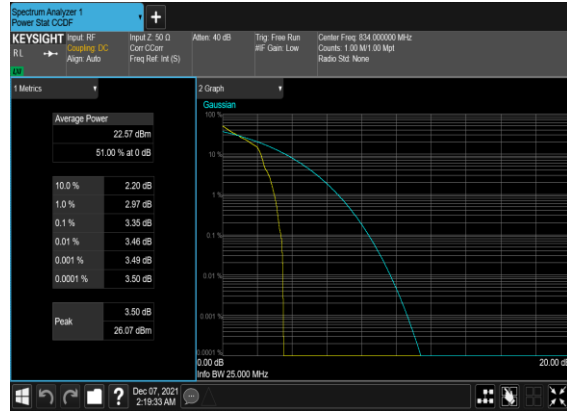 Spectrum Analyzer 1
Power Stat CCDF
+
KEYSIGHT
RL
Input: RF
Coupling: DC
Align: Auto
Input Z: 50 Ω
Corr CCorr
Freq Ref: Int (S)
Atten: 40 dB
Trig: Free Run
#IF Gain: Low
Center Freq: 834.000000 MHz
Counts: 1.00 M/1.00 Mpt
Radio Std: None
1 Metrics
Average Power
22.57 dBm
51.00 % at 0 dB
10.0 % 2.20 dB
1.0 % 2.97 dB
0.1 % 3.35 dB
0.01 % 3.46 dB
0.001 % 3.49 dB
0.0001 % 3.50 dB
Peak
3.50 dB
26.07 dBm
2 Graph
Gaussian
100 %
10 %
1 %
0.1 %
0.01 %
0.001 %
0.0001 %
0.00 dB
20.00 dB
Info BW 25.000 MHz
?
Dec 07, 2021
2:19:33 AM